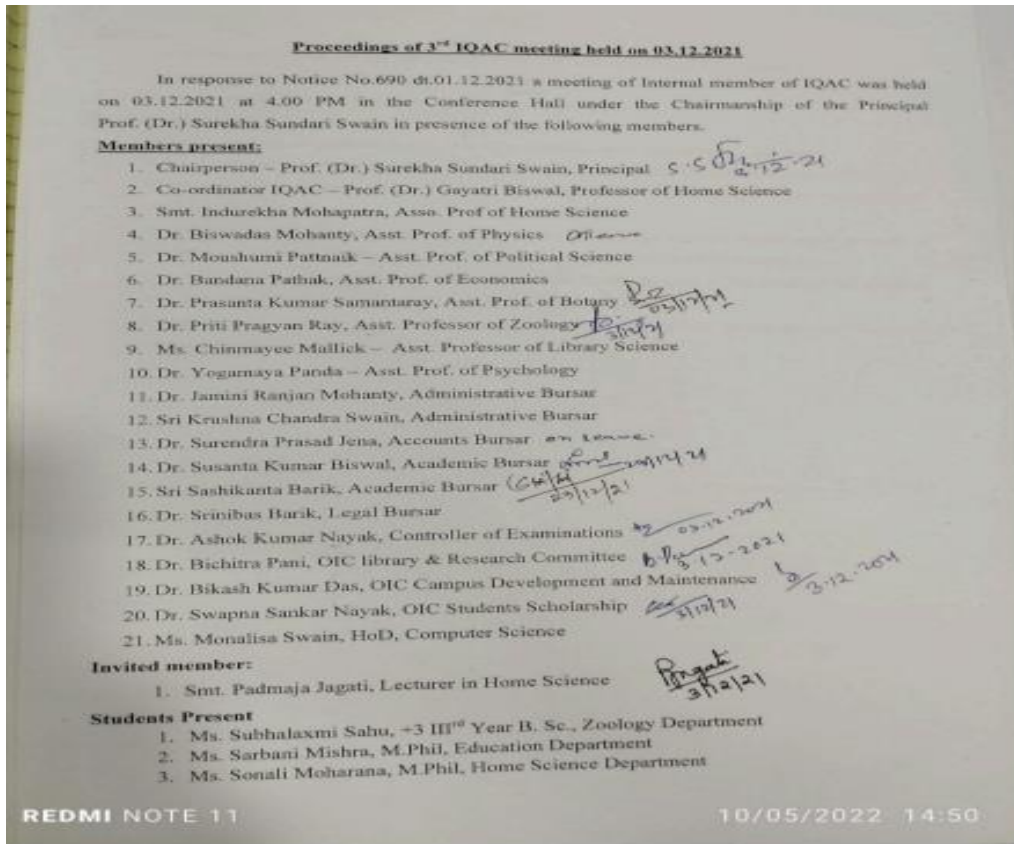 Proceedings of 3rd IQAC meeting held on 03.12.2021
In response to Notice No.690 dt.01.12.2021 a meeting of Internal member of IQAC was held
on 03.12.2021 at 4.00 PM in the Conference Hall under the Chairmanship of the Principal
Prof. (Dr.) Surekha Sundari Swain in presence of the following members.
Members present:
1. Chairperson – Prof. (Dr.) Surekha Sundari Swain, Principal
2. Co-ordinator IQAC – Prof. (Dr.) Gayatri Biswal, Professor of Home Science
3. Smt. Indurekha Mohapatra, Asso. Prof of Home Science
4. Dr. Biswadas Mohanty, Asst. Prof. of Physics
5. Dr. Moushumi Pattnaik – Asst. Prof. of Political Science
6. Dr. Bandana Pathak, Asst. Prof. of Economics
7. Dr. Prasanta Kumar Samantaray, Asst. Prof. of Botany 03/12/21
8. Dr. Priti Pragyan Ray, Asst. Professor of Zoology 3/12/21
9. Ms. Chinmayee Mallick – Asst. Professor of Library Science
10. Dr. Yogamaya Panda – Asst. Prof. of Psychology
11. Dr. Jamini Ranjan Mohanty, Administrative Bursar
12. Sri Krushna Chandra Swain, Administrative Bursar
13. Dr. Surendra Prasad Jena, Accounts Bursar on leave.
14. Dr. Susanta Kumar Biswal, Academic Bursar
15. Sri Sashikanta Barik, Academic Bursar
16. Dr. Srinibas Barik, Legal Bursar
17. Dr. Ashok Kumar Nayak, Controller of Examinations 03.12.2021
18. Dr. Bichitra Pani, OIC library & Research Committee 3-12-2021
19. Dr. Bikash Kumar Das, OIC Campus Development and Maintenance 3.12.2021
20. Dr. Swapna Sankar Nayak, OIC Students Scholarship 3/12/21
21. Ms. Monalisa Swain, HoD, Computer Science
Invited member:
1. Smt. Padmaja Jagati, Lecturer in Home Science 3/12/21
Students Present
1. Ms. Subhalaxmi Sahu, +3 IIIrd Year B. Sc., Zoology Department
2. Ms. Sarbani Mishra, M.Phil, Education Department
3. Ms. Sonali Moharana, M.Phil, Home Science Department
REDMI NOTE 11
10/05/2022 14:50